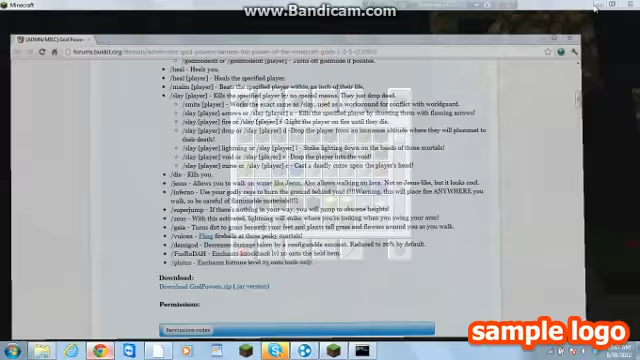 Minecraft
www.Bandicam.com
[ADMN/MISC] God Power
forums.bukkit.org/threads/admn-misc-god-powers-harness-the-power-of-the-minecraft-gods-1-2-5
/godmodeoff or [player] - Turns off godmode if possible.
/heal - Heals you.
/heal [player] - Heals the specified player.
/maim [player] - Beats the specified player within an inch of their life.
/slay [player] - Kills the specified player by no special means. They just drop dead.
/smite [player] - Works the exact same as /slay, used as a workaround for conflict with worldguard.
/slay [player] arrows or /slay [player] a - Kills the specified player by shooting them with flaming arrows!
/slay [player] fire or /slay [player] f - Light the player on fire until they die.
/slay [player] drop or /slay [player] d - Drop the player from an immense altitude where they will plummet to
their death!
/slay [player] lightning or /slay [player] l - Strike lightning down on the heads of those mortals!
/slay [player] void or /slay [player] v - Drop the player into the void!
/slay [player] curse or /slay [player] c - Cast a deadly curse upon the player's head!
/die - Kills you.
/jesus - Allows you to walk on water like Jesus. Also allows walking on lava. Not so Jesus-like, but it looks cool.
/inferno - Use your godly rage to burn the ground behind you! !!!Warning, this will place fire ANYWHERE you
walk, so be careful of flammable materials!!!
/superjump - If there's nothing in your way, you will jump to obscene heights!
/zeus - With this activated, lightning will strike where you're looking when you swing your arm!
/gaia - Turns dirt to grass beneath your feet and plants tall grass and flowers around you as you walk.
/vulcan - Fling fireballs at those pesky mortals!
/demigod - Decreases damage taken by a configurable amount. Reduced to 20% by default.
/FusRoDAH - Enchants knockback lvl 10 onto the held item.
/plutus - Enchants fortune level 25 onto tools only.
Download:
Download GodPowers.zip (.jar version)
Permissions:
Permissions nodes
sample logo